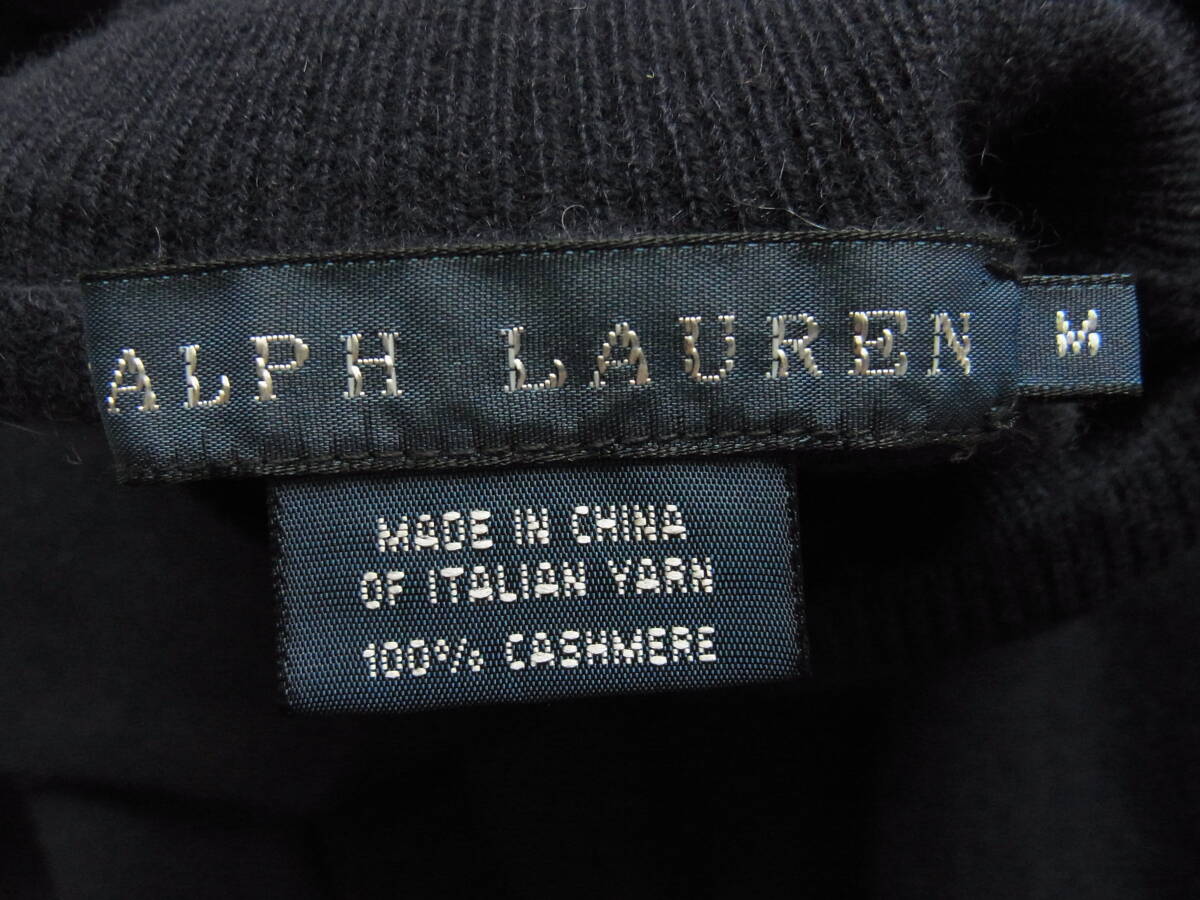 ALPH LAUREN
M
MADE IN CHINA
OF ITALIAN YARN
100% CASHMERE